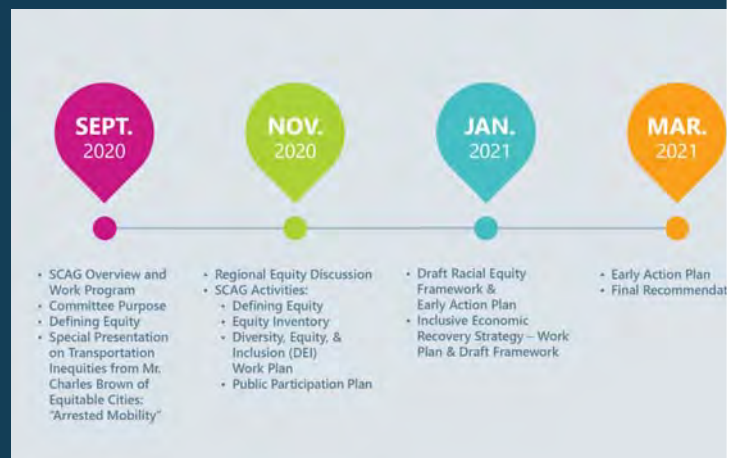 SEPT.
2020
NOV.
2020
JAN.
2021
MAR.
2021
• SCAG Overview and
Work Program
• Committee Purpose
• Defining Equity
• Special Presentation
on Transportation
Inequities from Mr.
Charles Brown of
Equitable Cities:
"Arrested Mobility"
• Regional Equity Discussion
• SCAG Activities:
• Defining Equity
• Equity Inventory
• Diversity, Equity, &
Inclusion (DEI)
Work Plan
• Public Participation Plan
• Draft Racial Equity
Framework &
Early Action Plan
• Inclusive Economic
Recovery Strategy – Work
Plan & Draft Framework
• Early Action Plan
• Final Recommendat